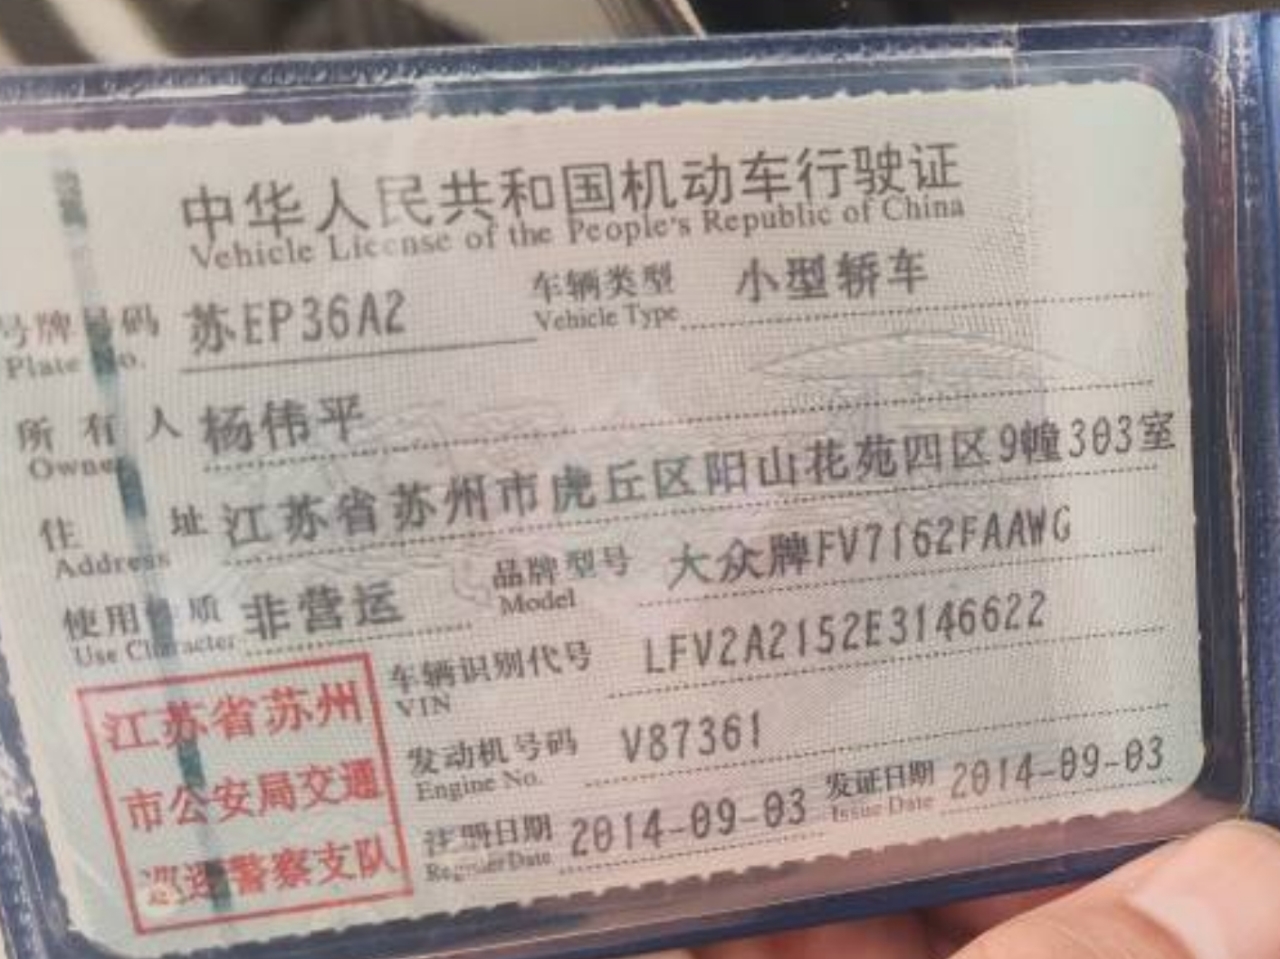 中华人民共和国机动车行驶证
Vehicle License of the People's Republic of China
号牌号码 苏EP36A2 车辆类型 小型轿车
Plate No. Vehicle Type
所有人 杨伟平
Owner
住址 江苏省苏州市虎丘区阳山花苑四区9幢303室
Address
使用性质 非营运 品牌型号 大众牌FV7162FAAWG
Use Character Model
车辆识别代号 LFV2A2152E3146622
VIN
发动机号码 V87361
Engine No.
注册日期 2014-09-03 发证日期 2014-09-03
Register Date Issue Date
江苏省苏州
市公安局交通
巡逻警察支队